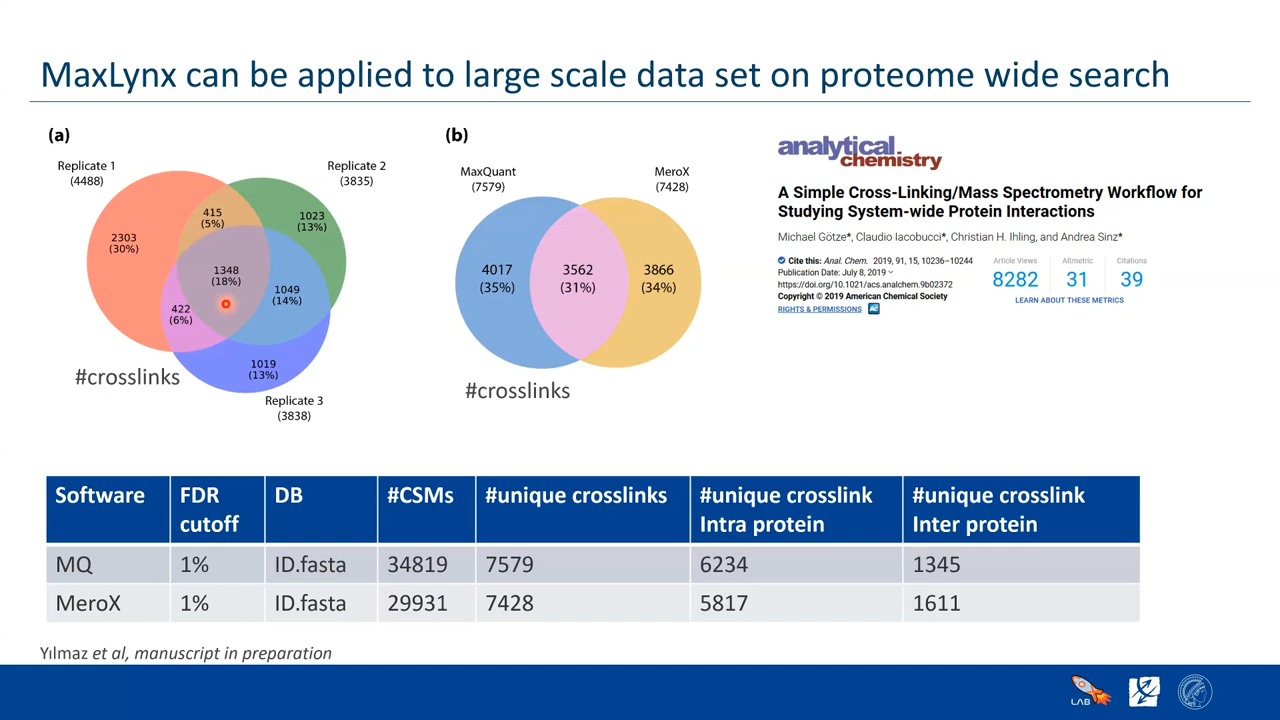 MaxLynx can be applied to large scale data set on proteome wide search
(a)
Replicate 1
(4488)
Replicate 2
(3835)
415
(5%)
1023
(13%)
2303
(30%)
1348
(18%)
1049
(14%)
422
(6%)
1019
(13%)
#crosslinks
Replicate 3
(3838)
(b)
MaxQuant
(7579)
MeroX
(7428)
4017
(35%)
3562
(31%)
3866
(34%)
#crosslinks
analytical
chemistry
A Simple Cross-Linking/Mass Spectrometry Workflow for
Studying System-wide Protein Interactions
Michael Götze*, Claudio Iacobucci*, Christian H. Ihling, and Andrea Sinz*
Cite this: Anal. Chem. 2019, 91, 15, 10236–10244
Publication Date: July 8, 2019
https://doi.org/10.1021/acs.analchem.9b02372
Copyright © 2019 American Chemical Society
RIGHTS & PERMISSIONS
Article Views Altmetric Citations
8282 31 39
LEARN ABOUT THESE METRICS
Software FDR cutoff DB #CSMs #unique crosslinks #unique crosslink Intra protein #unique crosslink Inter protein
MQ 1% ID.fasta 34819 7579 6234 1345
MeroX 1% ID.fasta 29931 7428 5817 1611
Yılmaz et al, manuscript in preparation
LAB